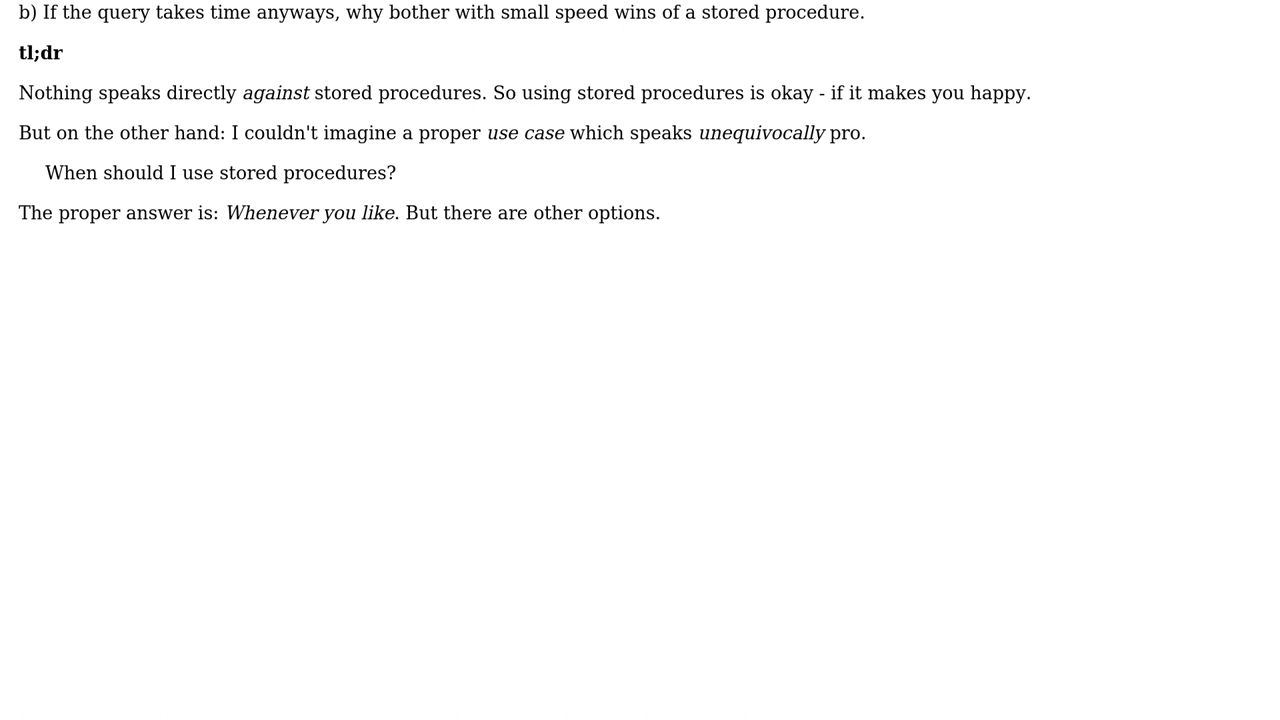 b) If the query takes time anyways, why bother with small speed wins of a stored procedure.
tl;dr
Nothing speaks directly against stored procedures. So using stored procedures is okay - if it makes you happy.
But on the other hand: I couldn't imagine a proper use case which speaks unequivocally pro.
When should I use stored procedures?
The proper answer is: Whenever you like. But there are other options.